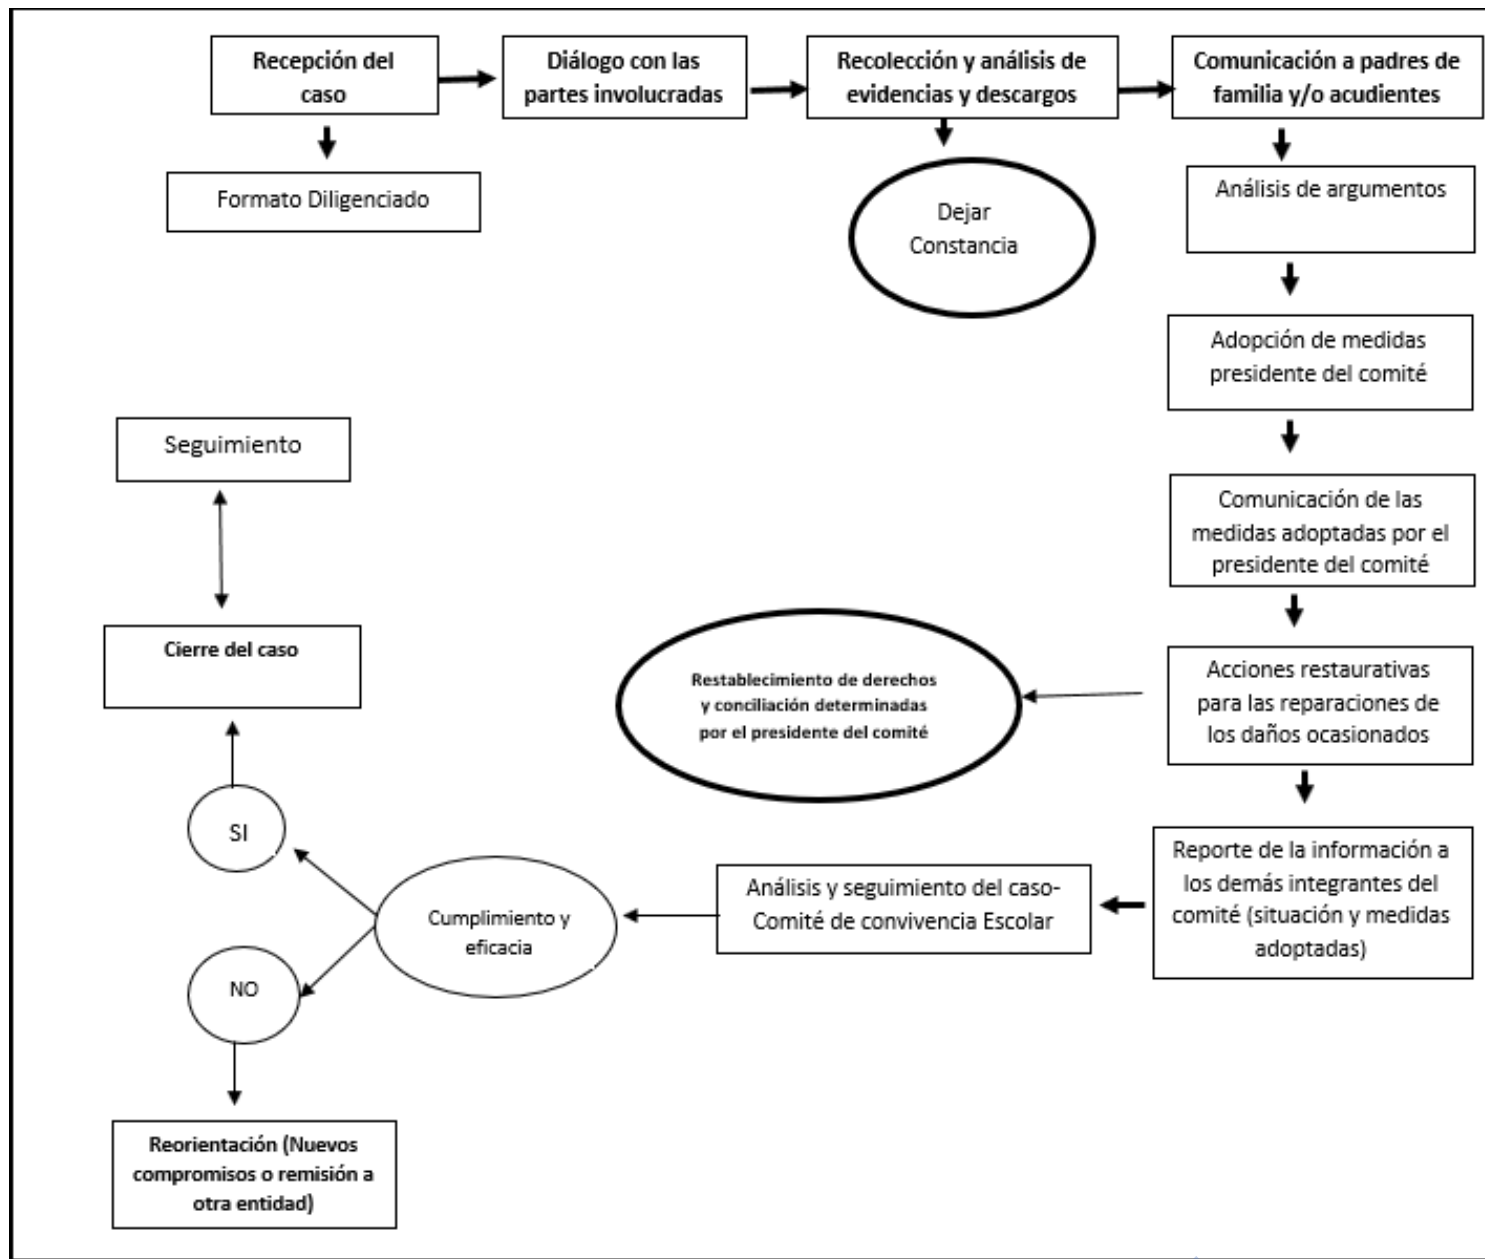 Recepción del
caso
Diálogo con las
partes involucradas
Recolección y análisis de
evidencias y descargos
Comunicación a padres de
familia y/o acudientes
Formato Diligenciado
Dejar
Constancia
Análisis de argumentos
Adopción de medidas
presidente del comité
Seguimiento
Comunicación de las
medidas adoptadas por el
presidente del comité
Cierre del caso
Restablecimiento de derechos
y conciliación determinadas
por el presidente del comité
Acciones restaurativas
para las reparaciones de
los daños ocasionados
SI
Cumplimiento y
eficacia
Análisis y seguimiento del caso-
Comité de convivencia Escolar
Reporte de la información a
los demás integrantes del
comité (situación y medidas
adoptadas)
NO
Reorientación (Nuevos
compromisos o remisión a
otra entidad)